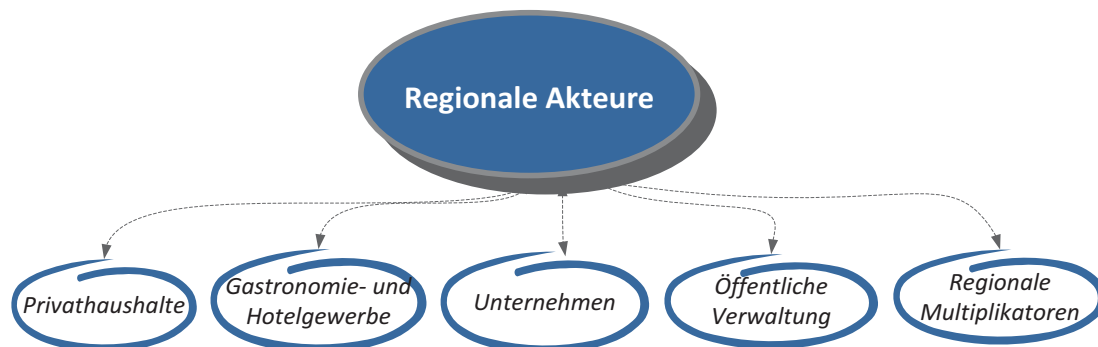 Regionale Akteure
Privathaushalte
Gastronomie- und
Hotelgewerbe
Unternehmen
Öffentliche
Verwaltung
Regionale
Multiplikatoren